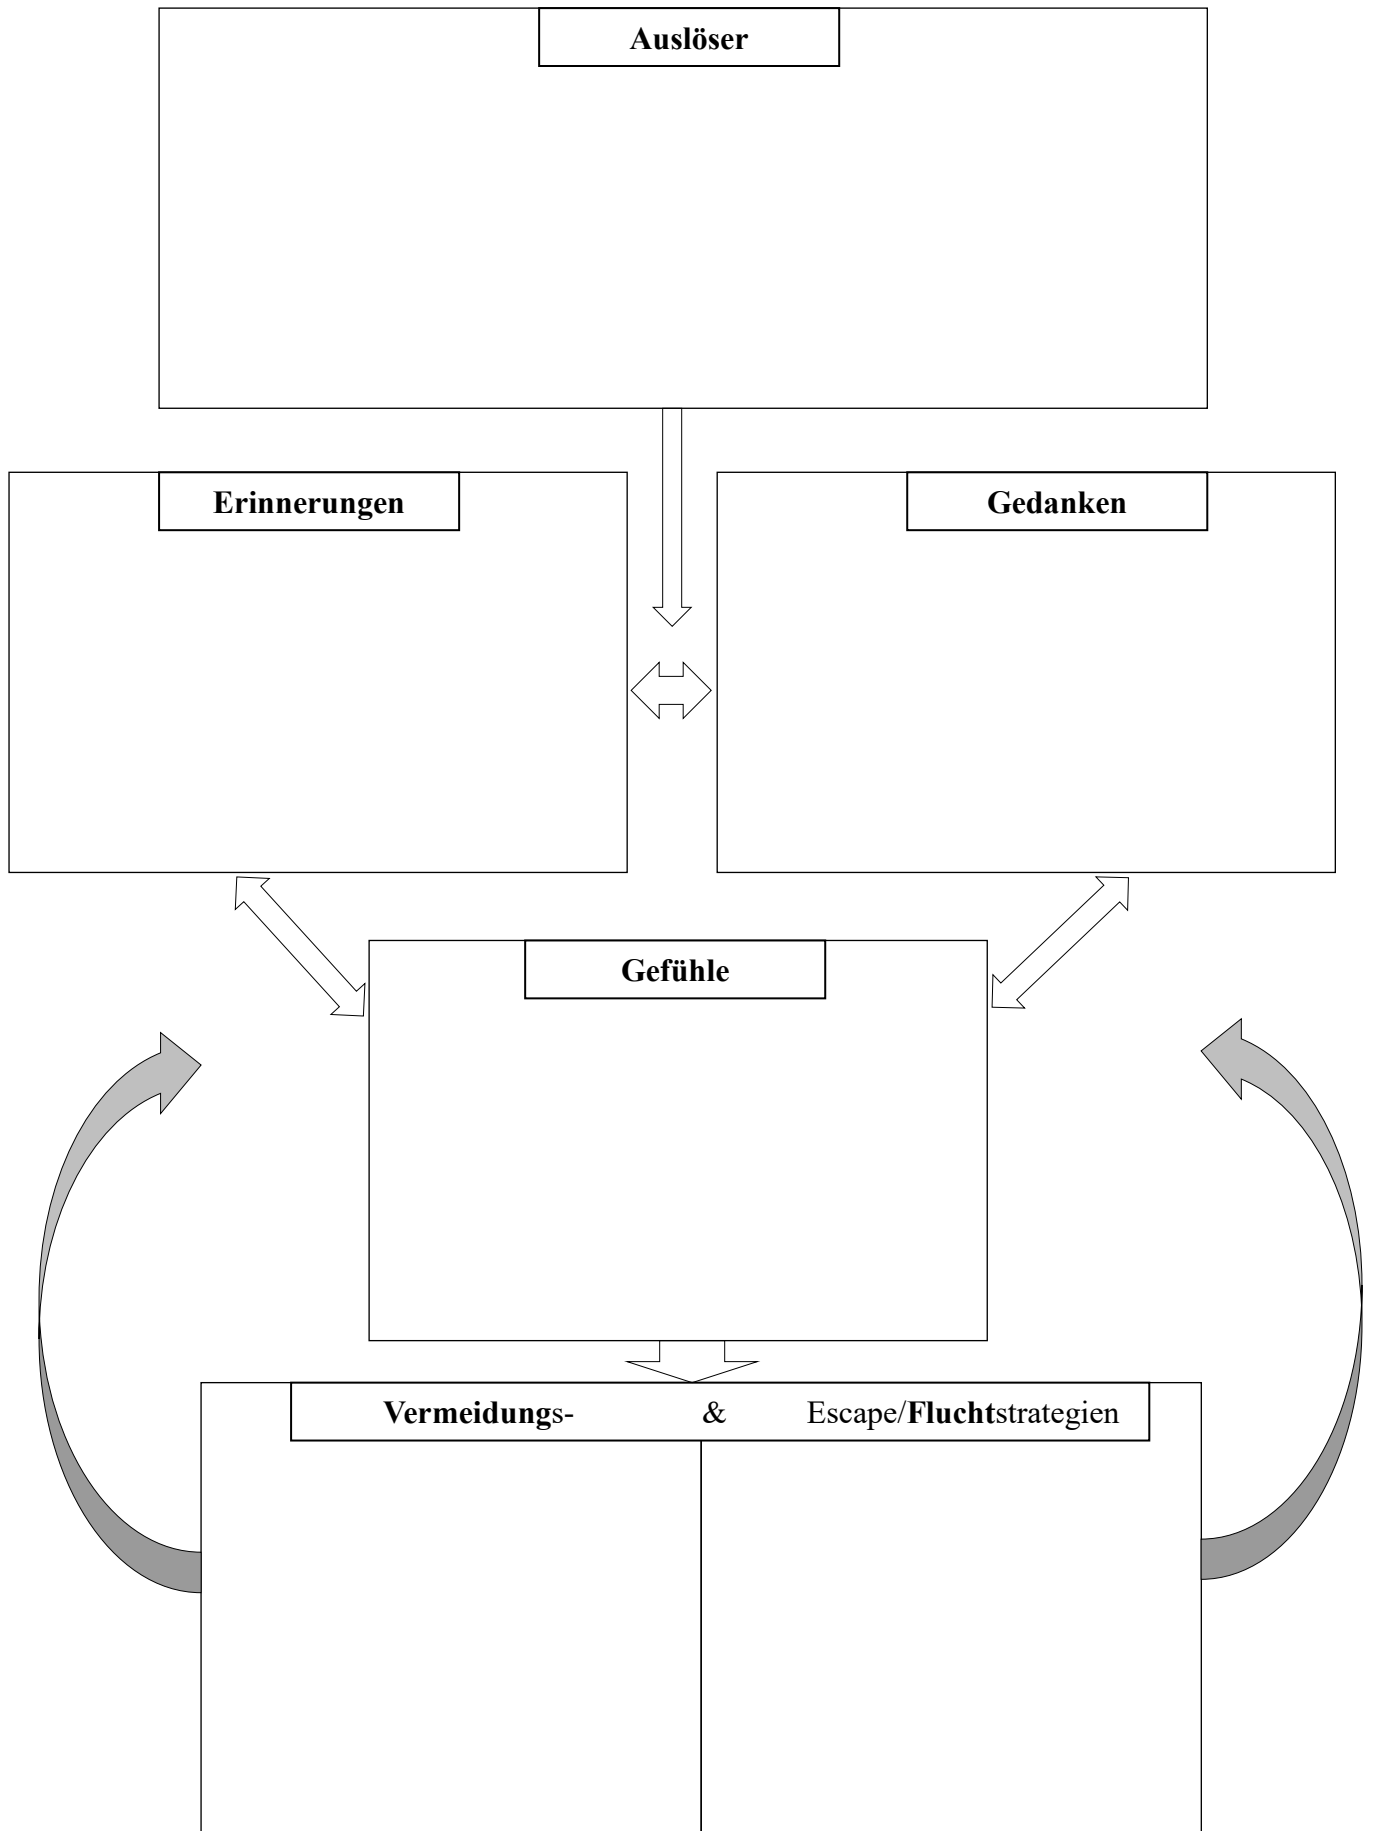 Auslöser
Erinnerungen
Gedanken
Gefühle
Vermeidungs- & Escape/Fluchtstrategien